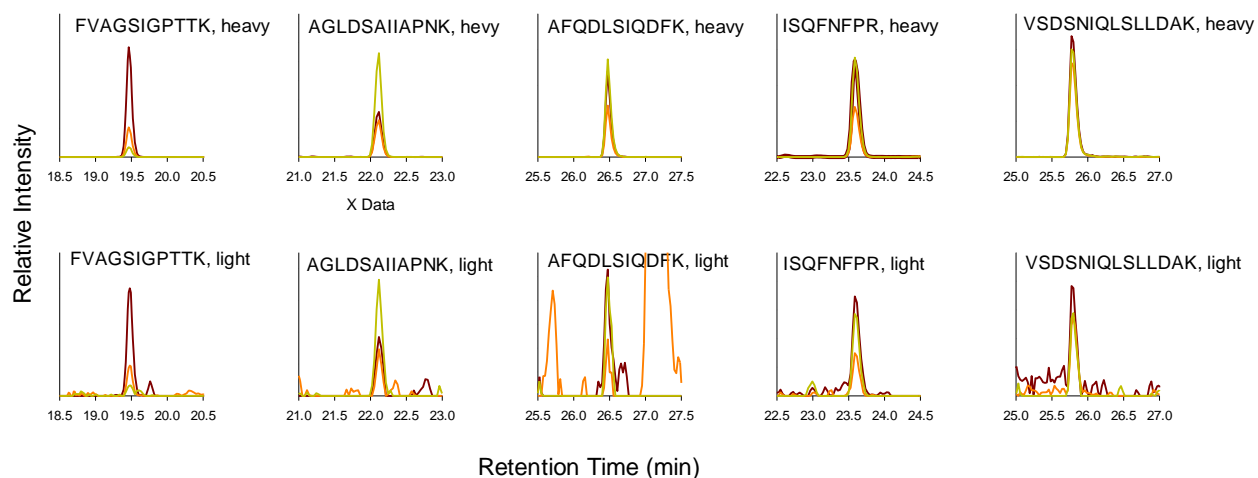 FVAGSIGPTTK, heavy
AGLDSAIIAPNK, hevy
AFQDLSIQDFK, heavy
ISQFNFPR, heavy
VSDSNIQLSLLDAK, heavy
18.5 19.0 19.5 20.0 20.5
21.0 21.5 22.0 22.5 23.0
25.5 26.0 26.5 27.0 27.5
22.5 23.0 23.5 24.0 24.5
25.0 25.5 26.0 26.5 27.0
X Data
Relative Intensity
FVAGSIGPTTK, light
AGLDSAIIAPNK, light
AFQDLSIQDFK, light
ISQFNFPR, light
VSDSNIQLSLLDAK, light
18.5 19.0 19.5 20.0 20.5
21.0 21.5 22.0 22.5 23.0
25.5 26.0 26.5 27.0 27.5
22.5 23.0 23.5 24.0 24.5
25.0 25.5 26.0 26.5 27.0
Retention Time (min)